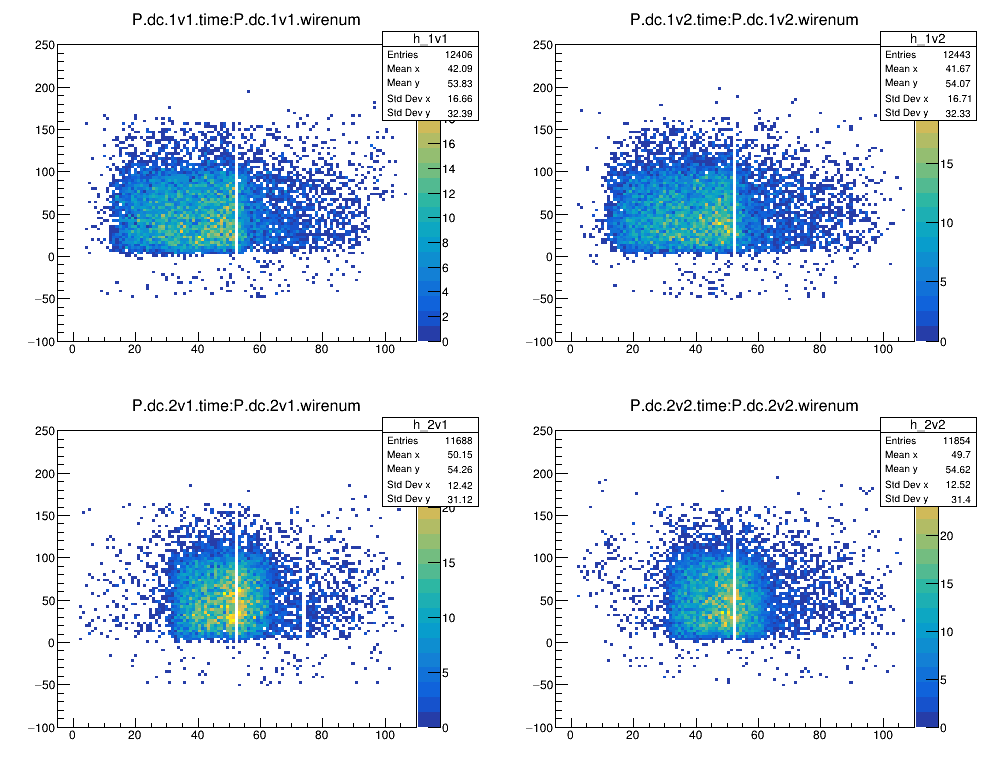 P.dc.1v1.time:P.dc.1v1.wirenum
h_1v1
Entries 12406
Mean x 42.09
Mean y 53.83
Std Dev x 16.66
Std Dev y 32.39
250
200
150
100
50
0
−50
−100
0 20 40 60 80 100
16
14
12
10
8
6
4
2
0
P.dc.1v2.time:P.dc.1v2.wirenum
h_1v2
Entries 12443
Mean x 41.67
Mean y 54.07
Std Dev x 16.71
Std Dev y 32.33
250
200
150
100
50
0
−50
−100
0 20 40 60 80 100
15
10
5
0
P.dc.2v1.time:P.dc.2v1.wirenum
h_2v1
Entries 11688
Mean x 50.15
Mean y 54.26
Std Dev x 12.42
Std Dev y 31.12
250
200
150
100
50
0
−50
−100
0 20 40 60 80 100
20
15
10
5
0
P.dc.2v2.time:P.dc.2v2.wirenum
h_2v2
Entries 11854
Mean x 49.7
Mean y 54.62
Std Dev x 12.52
Std Dev y 31.4
250
200
150
100
50
0
−50
−100
0 20 40 60 80 100
20
15
10
5
0